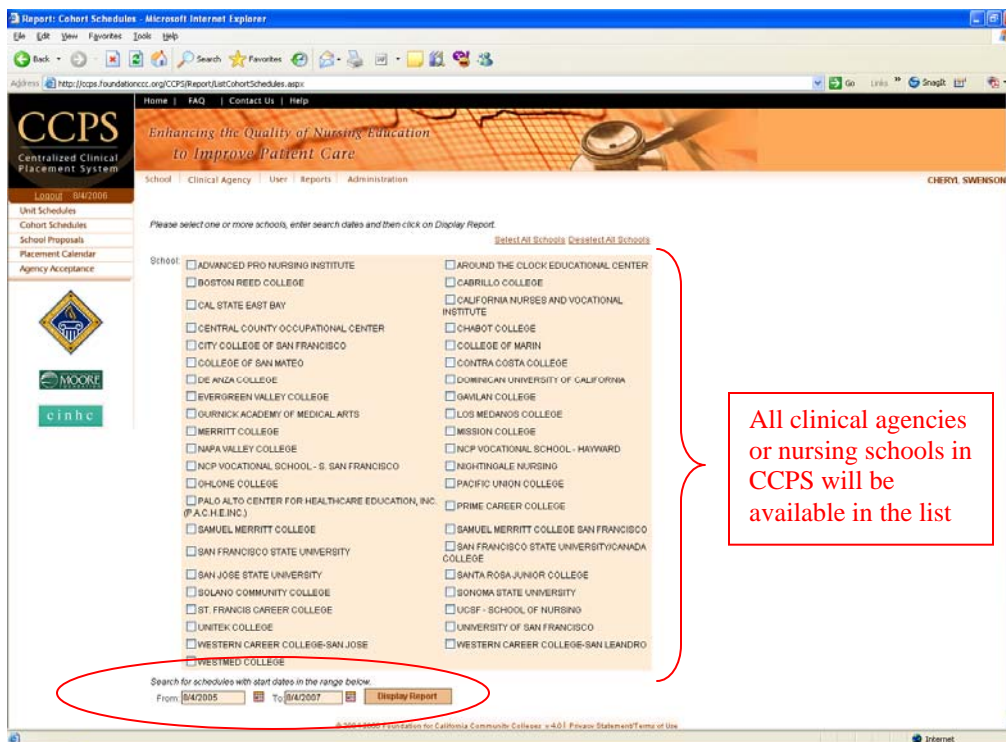 Report: Cohort Schedules - Microsoft Internet Explorer
File Edit View Favorites Tools Help
Back Search Favorites
Address http://ccps.foundationccc.org/CCPS/Report/ListCohortSchedules.aspx Go Links » SnagIt
Home | FAQ | Contact Us | Help
CCPS
Centralized Clinical
Placement System
Enhancing the Quality of Nursing Education
to Improve Patient Care
School Clinical Agency User Reports Administration
CHERYL SWENSON
Logout 8/4/2006
Unit Schedules
Cohort Schedules
School Proposals
Placement Calendar
Agency Acceptance
MOORE
cinhc
Please select one or more schools, enter search dates and then click on Display Report.
Select All Schools Deselect All Schools
School: ADVANCED PRO NURSING INSTITUTE AROUND THE CLOCK EDUCATIONAL CENTER
BOSTON REED COLLEGE CABRILLO COLLEGE
CAL STATE EAST BAY CALIFORNIA NURSES AND VOCATIONAL
INSTITUTE
CENTRAL COUNTY OCCUPATIONAL CENTER CHABOT COLLEGE
CITY COLLEGE OF SAN FRANCISCO COLLEGE OF MARIN
COLLEGE OF SAN MATEO CONTRA COSTA COLLEGE
DE ANZA COLLEGE DOMINICAN UNIVERSITY OF CALIFORNIA
EVERGREEN VALLEY COLLEGE GAVILAN COLLEGE
GURNICK ACADEMY OF MEDICAL ARTS LOS MEDANOS COLLEGE
MERRITT COLLEGE MISSION COLLEGE
NAPA VALLEY COLLEGE NCP VOCATIONAL SCHOOL - HAYWARD
NCP VOCATIONAL SCHOOL - S. SAN FRANCISCO NIGHTINGALE NURSING
OHLONE COLLEGE PACIFIC UNION COLLEGE
PALO ALTO CENTER FOR HEALTHCARE EDUCATION, INC.
(P.A.C.H.E.INC.) PRIME CAREER COLLEGE
SAMUEL MERRITT COLLEGE SAMUEL MERRITT COLLEGE SAN FRANCISCO
SAN FRANCISCO STATE UNIVERSITY SAN FRANCISCO STATE UNIVERSITY/CANADA
COLLEGE
SAN JOSE STATE UNIVERSITY SANTA ROSA JUNIOR COLLEGE
SOLANO COMMUNITY COLLEGE SONOMA STATE UNIVERSITY
ST. FRANCIS CAREER COLLEGE UCSF - SCHOOL OF NURSING
UNITEK COLLEGE UNIVERSITY OF SAN FRANCISCO
WESTERN CAREER COLLEGE-SAN JOSE WESTERN CAREER COLLEGE-SAN LEANDRO
WESTMED COLLEGE
Search for schedules with start dates in the range below.
From: 8/4/2005 To: 8/4/2007 Display Report
Foundation for California Community Colleges v 4.0 | Privacy Statement/Terms of Use
Internet
All clinical agencies
or nursing schools in
CCPS will be
available in the list